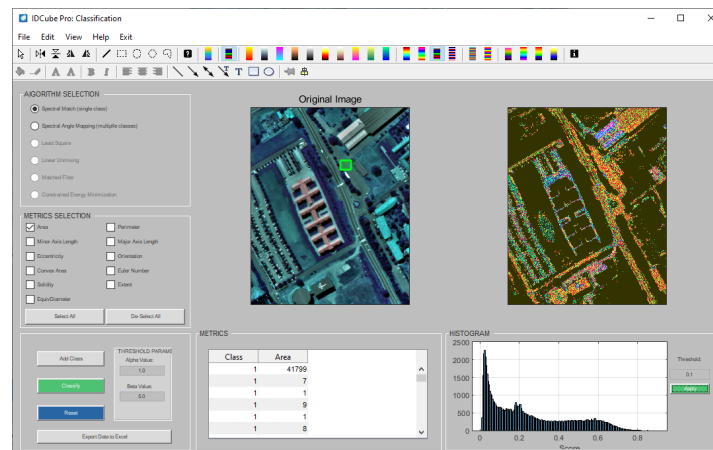 IDCube Pro: Classification
File Edit View Help Exit
A A B I T
ALGORITHM SELECTION
Spectral Match (single class)
Spectral Angle Mapping (multiplle classes)
Least Square
Linear Unmixing
Matched Filter
Constrained Energy Minimization
METRICS SELECTION
Area Perimeter
Minor Axis Length Major Axis Length
Eccentricity Orientation
Convex Area Euler Number
Solidity Extent
EquivDiameter
Select All De-Select All
Add Class
Classify
Reset
Export Data to Excel
THRESHOLD PARAMS
Alpha Value:
1.0
Beta Value:
5.0
Original Image
METRICS
Class Area
1 41799
1 7
1 1
1 9
1 1
1 8
HISTOGRAM
2500
2000
1500
1000
500
0
0 0.2 0.4 0.6 0.8
Score
Threshold:
0.1
Apply